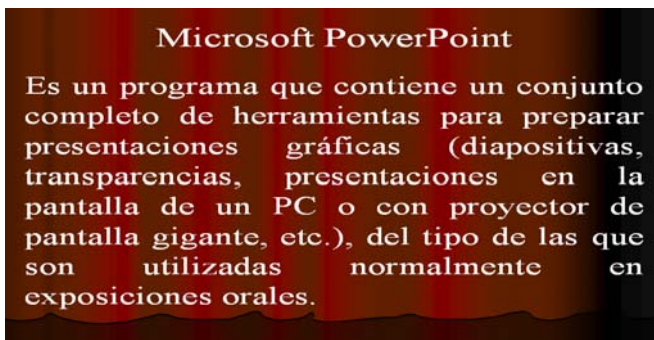 Microsoft PowerPoint
Es un programa que contiene un conjunto
completo de herramientas para preparar
presentaciones gráficas (diapositivas,
transparencias, presentaciones en la
pantalla de un PC o con proyector de
pantalla gigante, etc.), del tipo de las que
son utilizadas normalmente en
exposiciones orales.